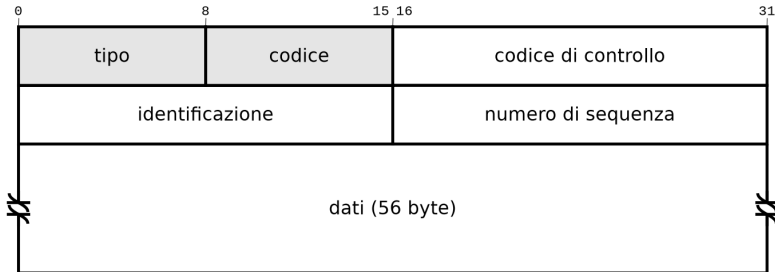 0 8 15 16 31
tipo codice codice di controllo
identificazione numero di sequenza
dati (56 byte)